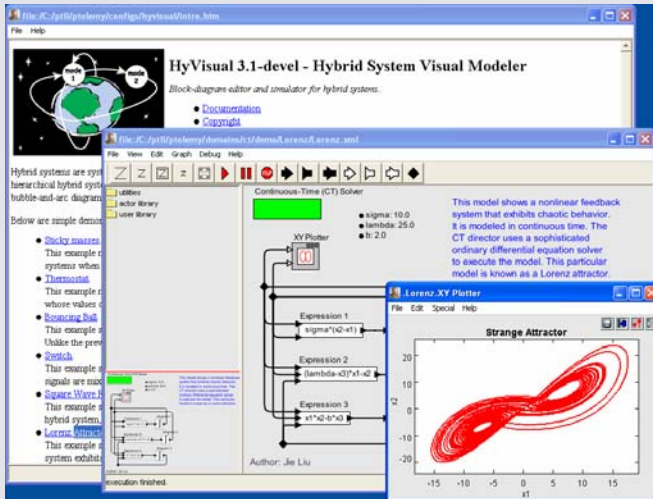 file:/C:/ptII/ptolemy/configs/hyvisual/intro.htm
File Help
mode 1
mode 2
HyVisual 3.1-devel - Hybrid System Visual Modeler
Block-diagram editor and simulator for hybrid systems.
Documentation
Copyright
Hybrid systems are syst
hierarchical hybrid syste
bubble-and-arc diagram
Below are simple demo
Sticky masses
This example
systems when
Thermostat
This example
whose values
Bouncing Ball
This example
Unlike the prev
Switch
This example
signals are
Square Wave
This example
hybrid system,
Lorenz Attract
This example
system exhibits
file:/C:/ptII/ptolemy/domains/ct/demo/Lorenz/Lorenz.xml
File View Edit Graph Debug Help
utilities
actor library
user library
Continuous-Time (CT) Solver
sigma: 10.0
lambda: 25.0
b: 2.0
This model shows a nonlinear feedback
system that exhibits chaotic behavior.
It is modeled in continuous time. The
CT director uses a sophisticated
ordinary differential equation solver
to execute the model. This particular
model is known as a Lorenz attractor.
XY Plotter
Expression 1
sigma*(x2-x1)
Expression 2
(lambda-x3)*x1-x2
Expression 3
x1*x2-b*x3
Author: Jie Liu
execution finished.
.Lorenz.XY Plotter
File Edit Special Help
Strange Attractor
20
10
0
-10
-20
x2
-15 -10 -5 0 5 10 15
x1